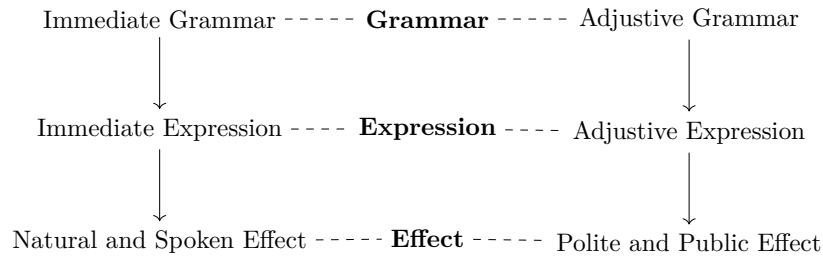 Immediate Grammar Grammar Adjustive Grammar
Immediate Expression Expression Adjustive Expression
Natural and Spoken Effect Effect Polite and Public Effect